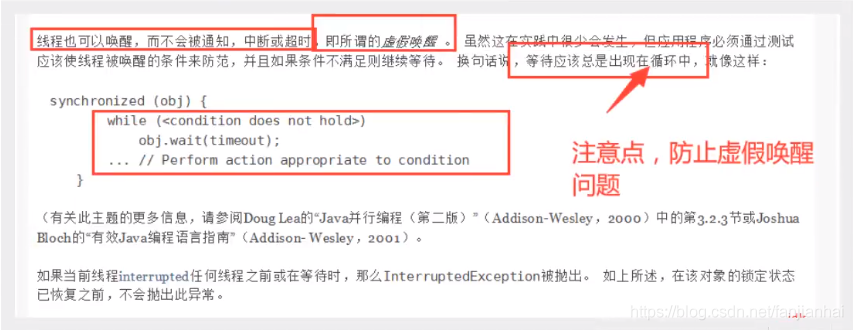 线程也可以唤醒，而不会被通知，中断或超时，即所谓的虚假唤醒 。 虽然这在实践中很少会发生，但应用程序必须通过测试
应该使线程被唤醒的条件来防范，并且如果条件不满足则继续等待。 换句话说，等待应该总是出现在循环中，就像这样：
synchronized (obj) {
while (<condition does not hold>)
obj.wait(timeout);
... // Perform action appropriate to condition
}
注意点，防止虚假唤醒
问题
（有关此主题的更多信息，请参阅Doug Lea的“Java并行编程（第二版）”（Addison-Wesley，2000）中的第3.2.3节或Joshua
Bloch的“有效Java编程语言指南”（Addison- Wesley，2001）。
如果当前线程interrupted任何线程之前或在等待时，那么InterruptedException被抛出。 如上所述，在该对象的锁定状态
已恢复之前，不会抛出此异常。